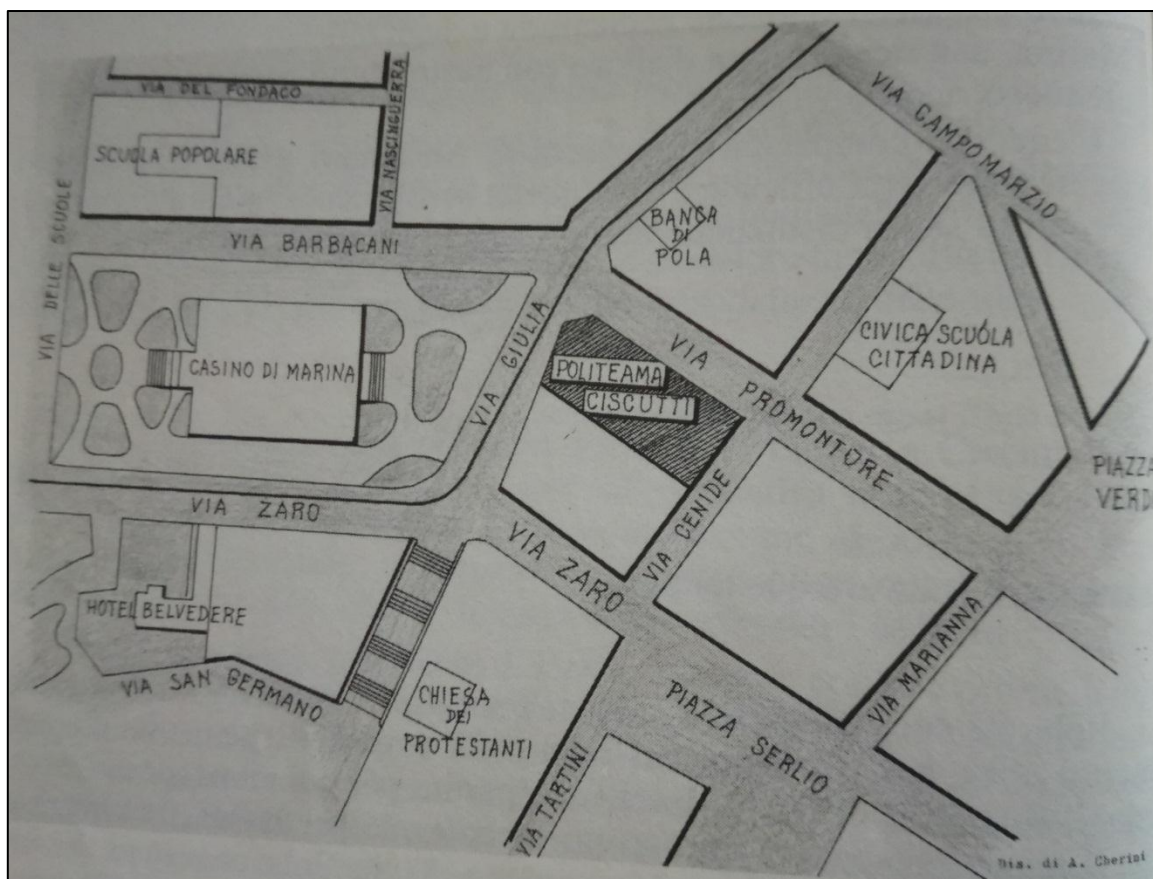 VIA DEL FONDACO
VIA NASCINGUERRA
SCUOLA POPOLARE
VIA DELLE SCUOLE
VIA BARBACANI
VIA CAMPOMARZIO
BANCA
DI
POLA
CASINO DI MARINA
VIA GIULIA
POLITEAMA
CISCUTTI
VIA PROMONTORE
CIVICA SCUOLA
CITTADINA
PIAZZA
VERDI
VIA ZARO
VIA ZARO
VIA CENIDE
HOTEL BELVEDERE
VIA SAN GERMANO
CHIESA
DEI
PROTESTANTI
VIA TARTINI
PIAZZA SERLIO
VIA MARIANNA
Dis. di A. Cherini